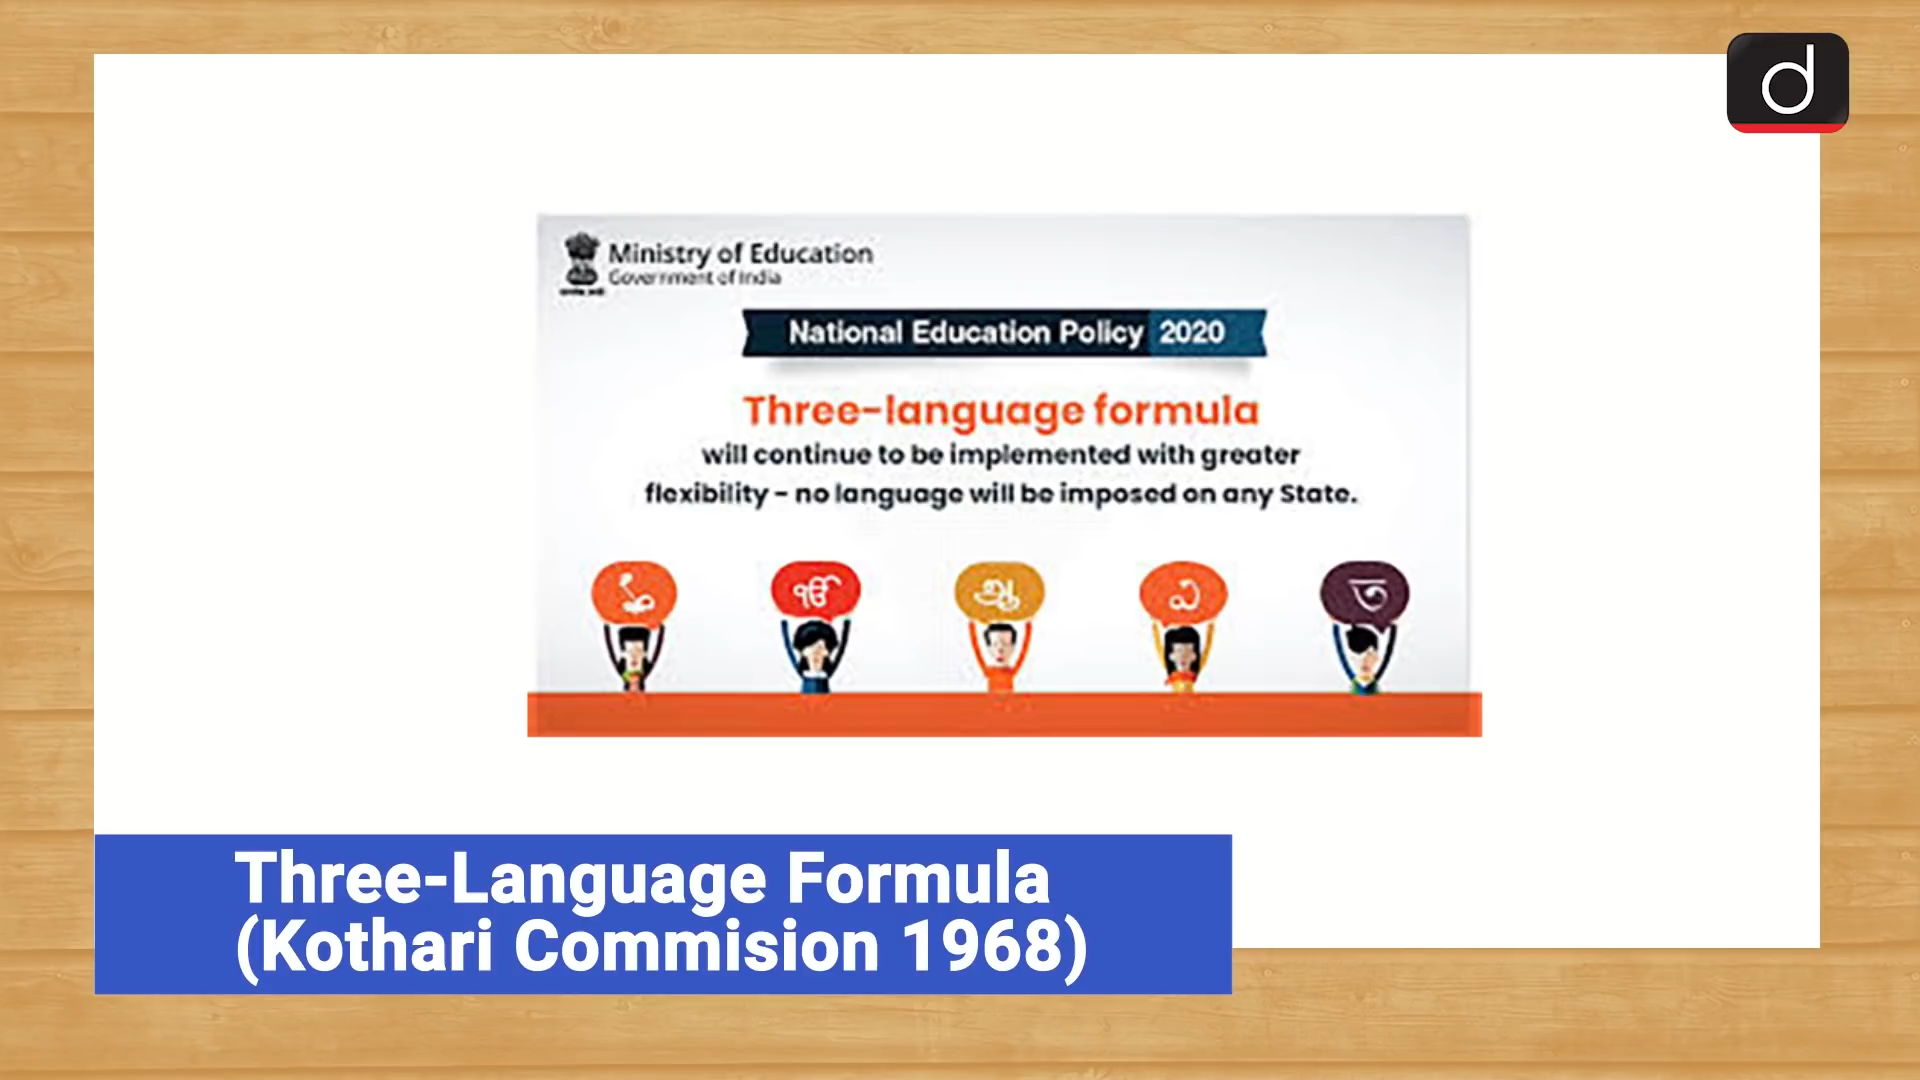 d
Ministry of Education
Government of India
National Education Policy 2020
Three-language formula
will continue to be implemented with greater
flexibility - no language will be imposed on any State.
ੴ ஆ ఎ ত
Three-Language Formula
(Kothari Commision 1968)